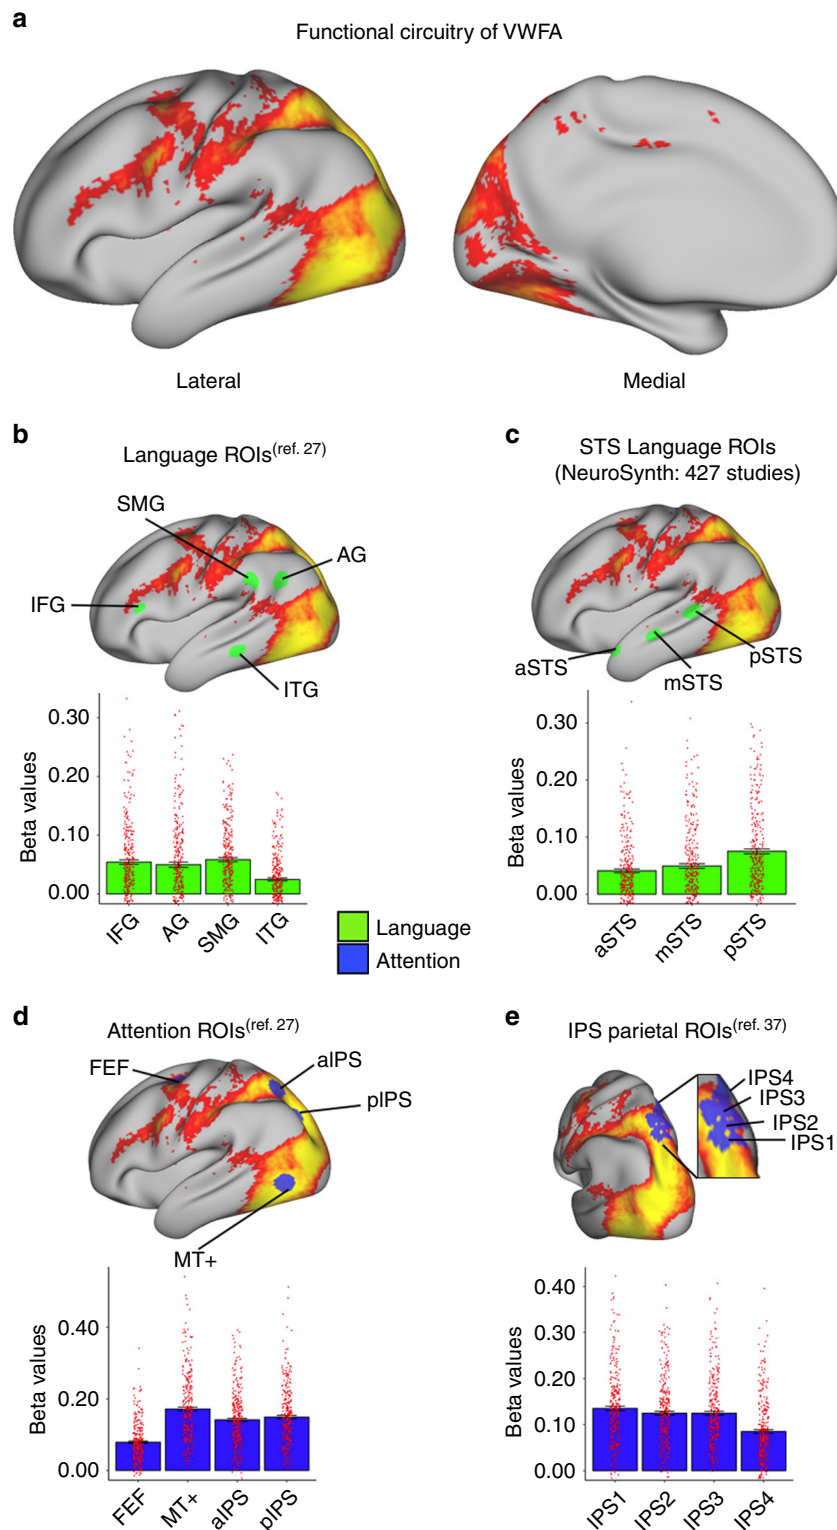 a
Functional circuitry of VWFA
Lateral
Medial
b
Language ROIs(ref. 27)
SMG
AG
IFG
ITG
0.30
0.20
0.10
0.00
Beta values
IFG
AG
SMG
ITG
c
STS Language ROIs
(NeuroSynth: 427 studies)
aSTS
mSTS
pSTS
0.30
0.20
0.10
0.00
Beta values
aSTS
mSTS
pSTS
Language
Attention
d
Attention ROIs(ref. 27)
FEF
aIPS
pIPS
MT+
0.40
0.20
0.00
Beta values
FEF
MT+
aIPS
pIPS
e
IPS parietal ROIs(ref. 37)
IPS4
IPS3
IPS2
IPS1
0.40
0.30
0.20
0.10
0.00
Beta values
IPS1
IPS2
IPS3
IPS4